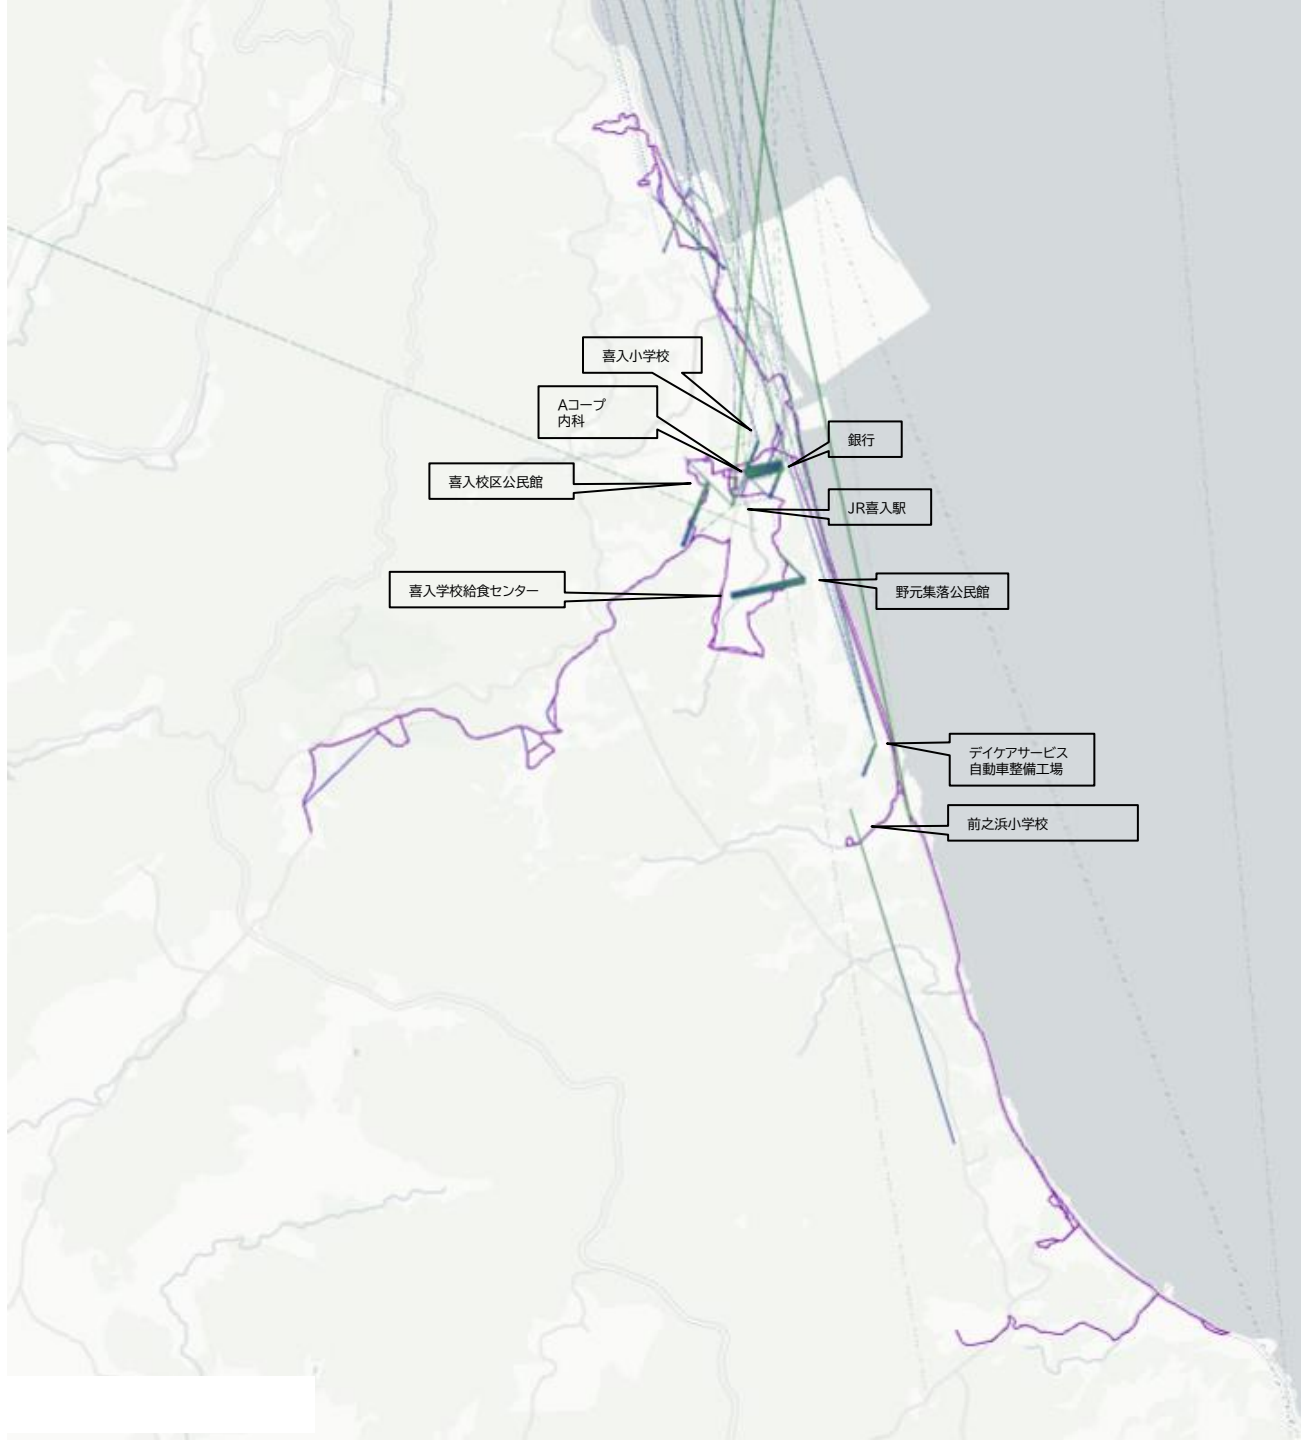 喜入小学校
Aコープ
内科
銀行
喜入校区公民館
JR喜入駅
喜入学校給食センター
野元集落公民館
デイケアサービス
自動車整備工場
前之浜小学校